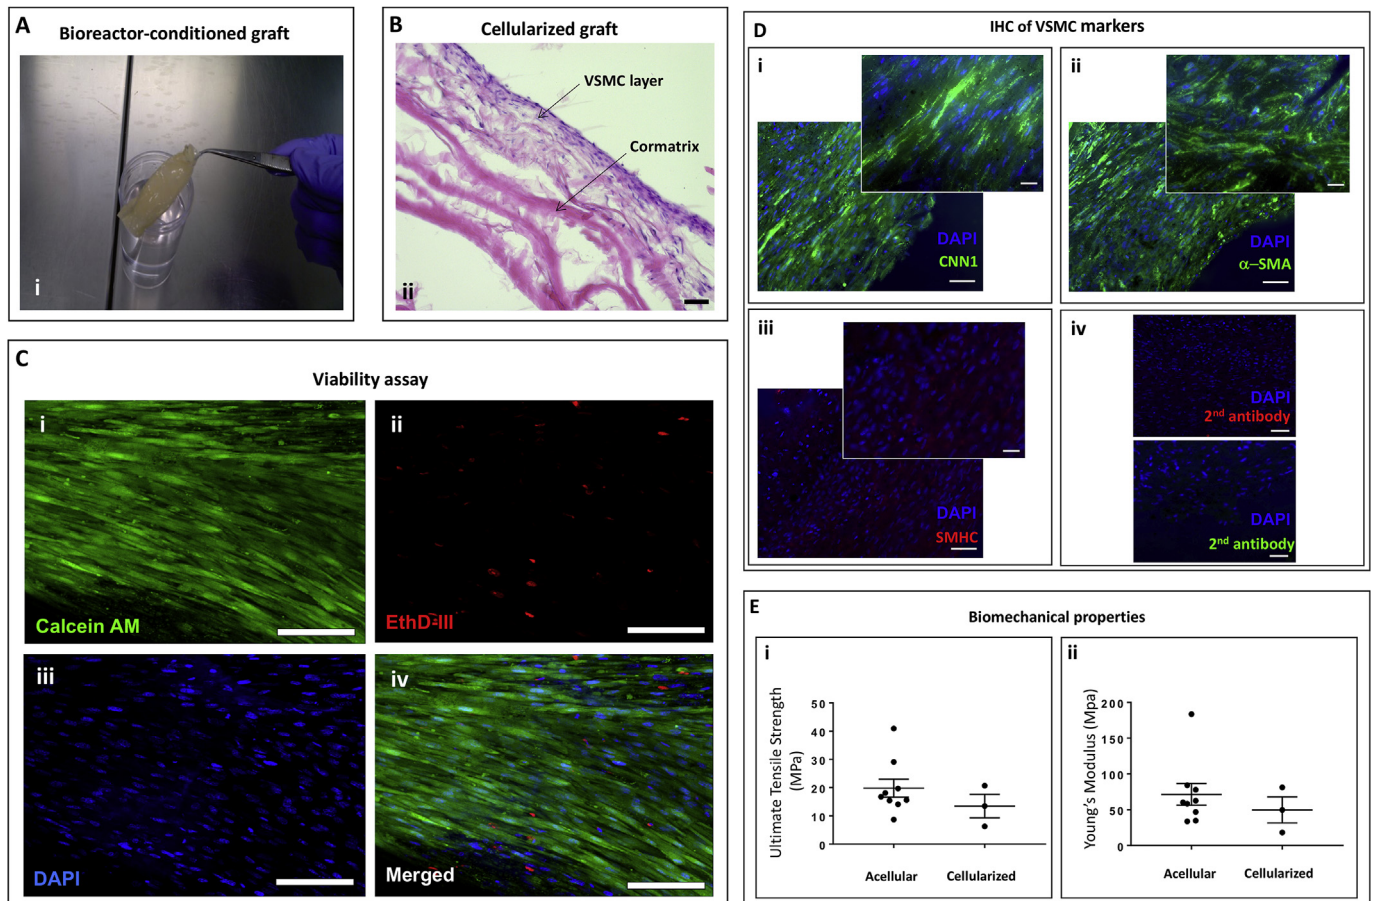 A
Bioreactor-conditioned graft
i
B
Cellularized graft
VSMC layer
Cormatrix
ii
C
Viability assay
i
Calcein AM
ii
EthD-III
iii
DAPI
iv
Merged
D
IHC of VSMC markers
i
DAPI
CNN1
ii
DAPI
α–SMA
iii
DAPI
SMHC
iv
DAPI
2nd antibody
DAPI
2nd antibody
E
Biomechanical properties
i
Ultimate Tensile Strength
(MPa)
50
40
30
20
10
0
Acellular Cellularized
ii
Young's Modulus (Mpa)
200
150
100
50
0
Acellular Cellularized